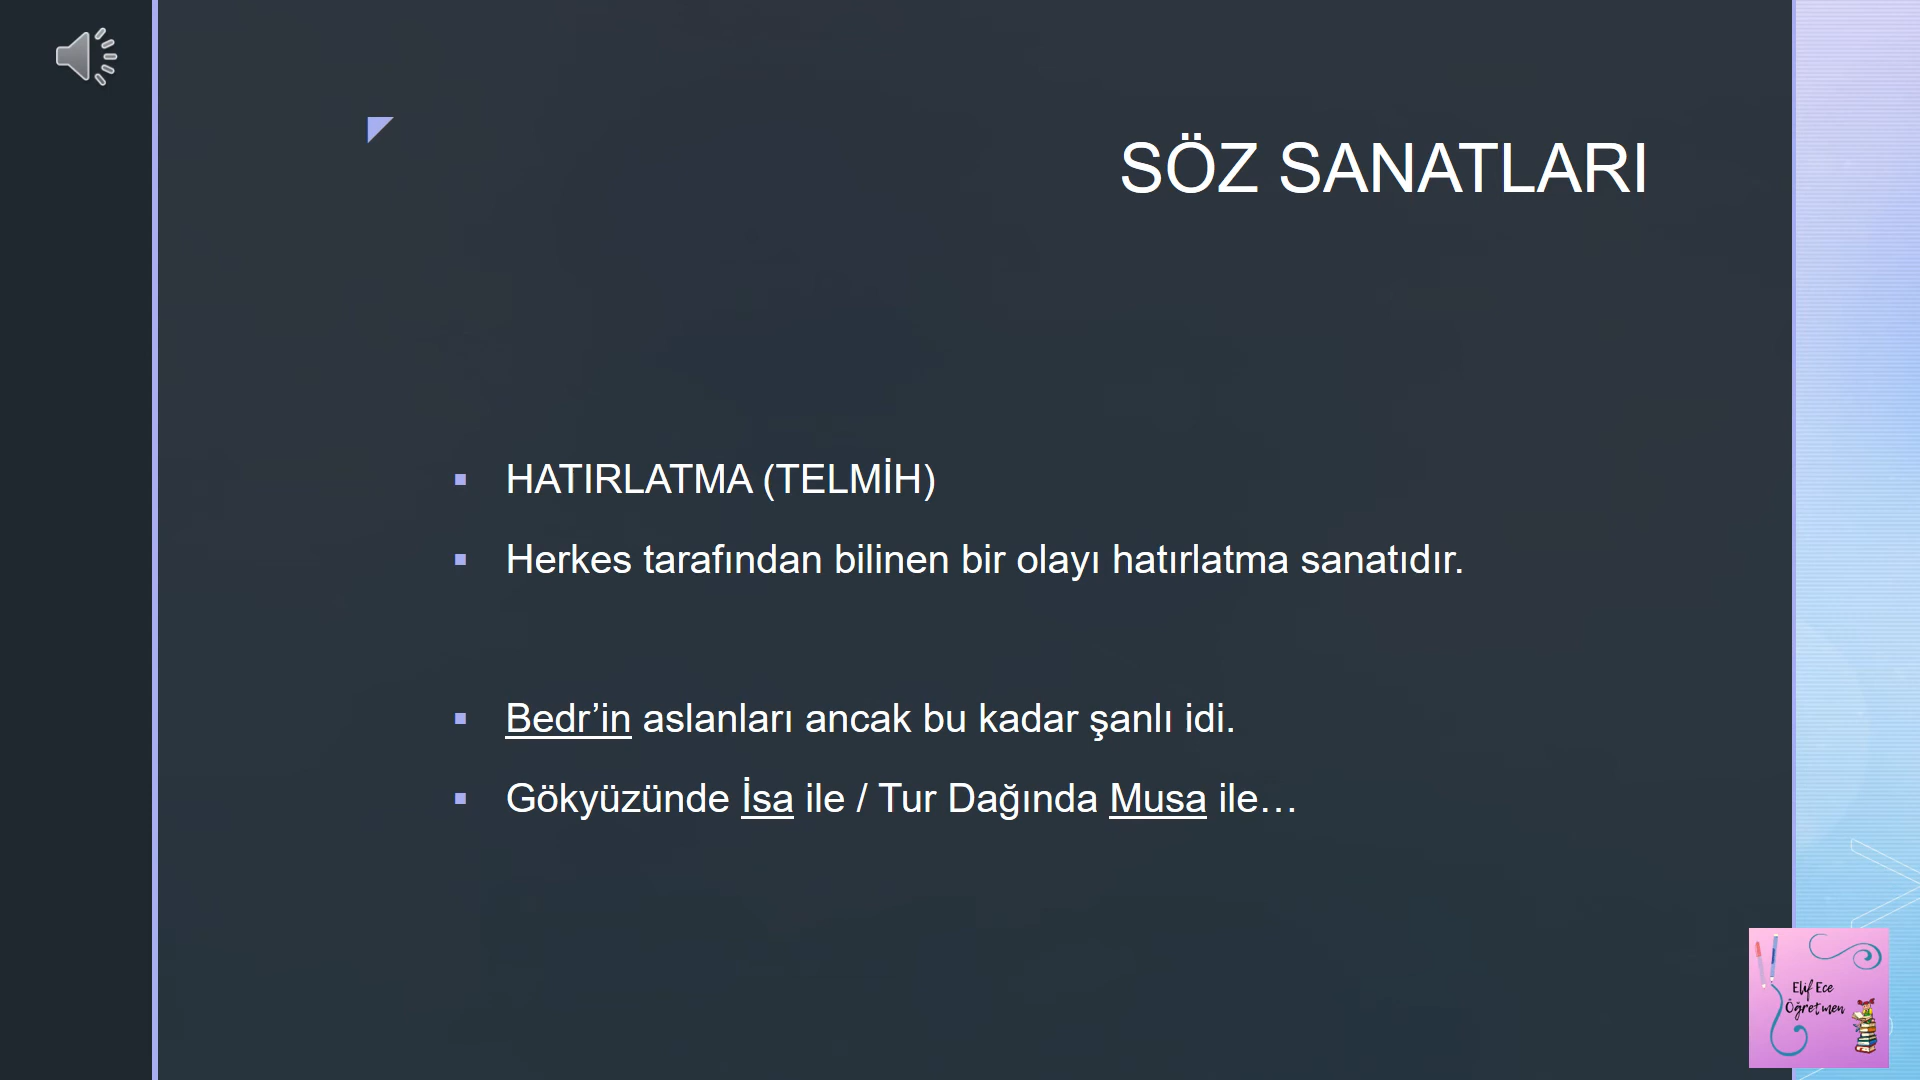 SÖZ SANATLARI
▪ HATIRLATMA (TELMİH)
▪ Herkes tarafından bilinen bir olayı hatırlatma sanatıdır.
▪ Bedr’in aslanları ancak bu kadar şanlı idi.
▪ Gökyüzünde İsa ile / Tur Dağında Musa ile…
Elif Ece
Öğretmen